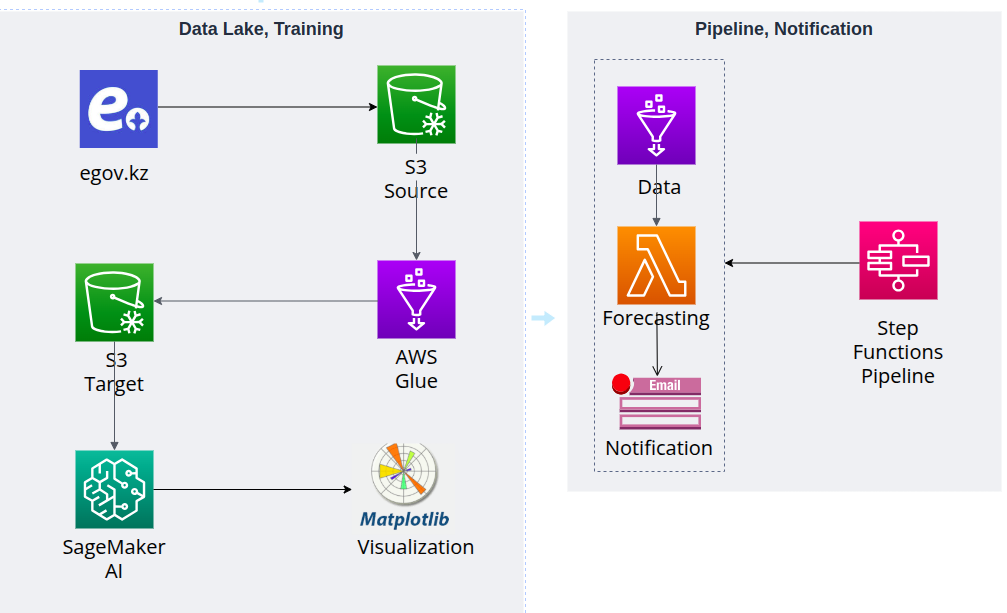 Data Lake, Training
Pipeline, Notification
e
egov.kz
S3
Source
Data
Forecasting
S3
Target
AWS
Glue
Step
Functions
Pipeline
Email
Notification
SageMaker
AI
Matplotlib
Visualization